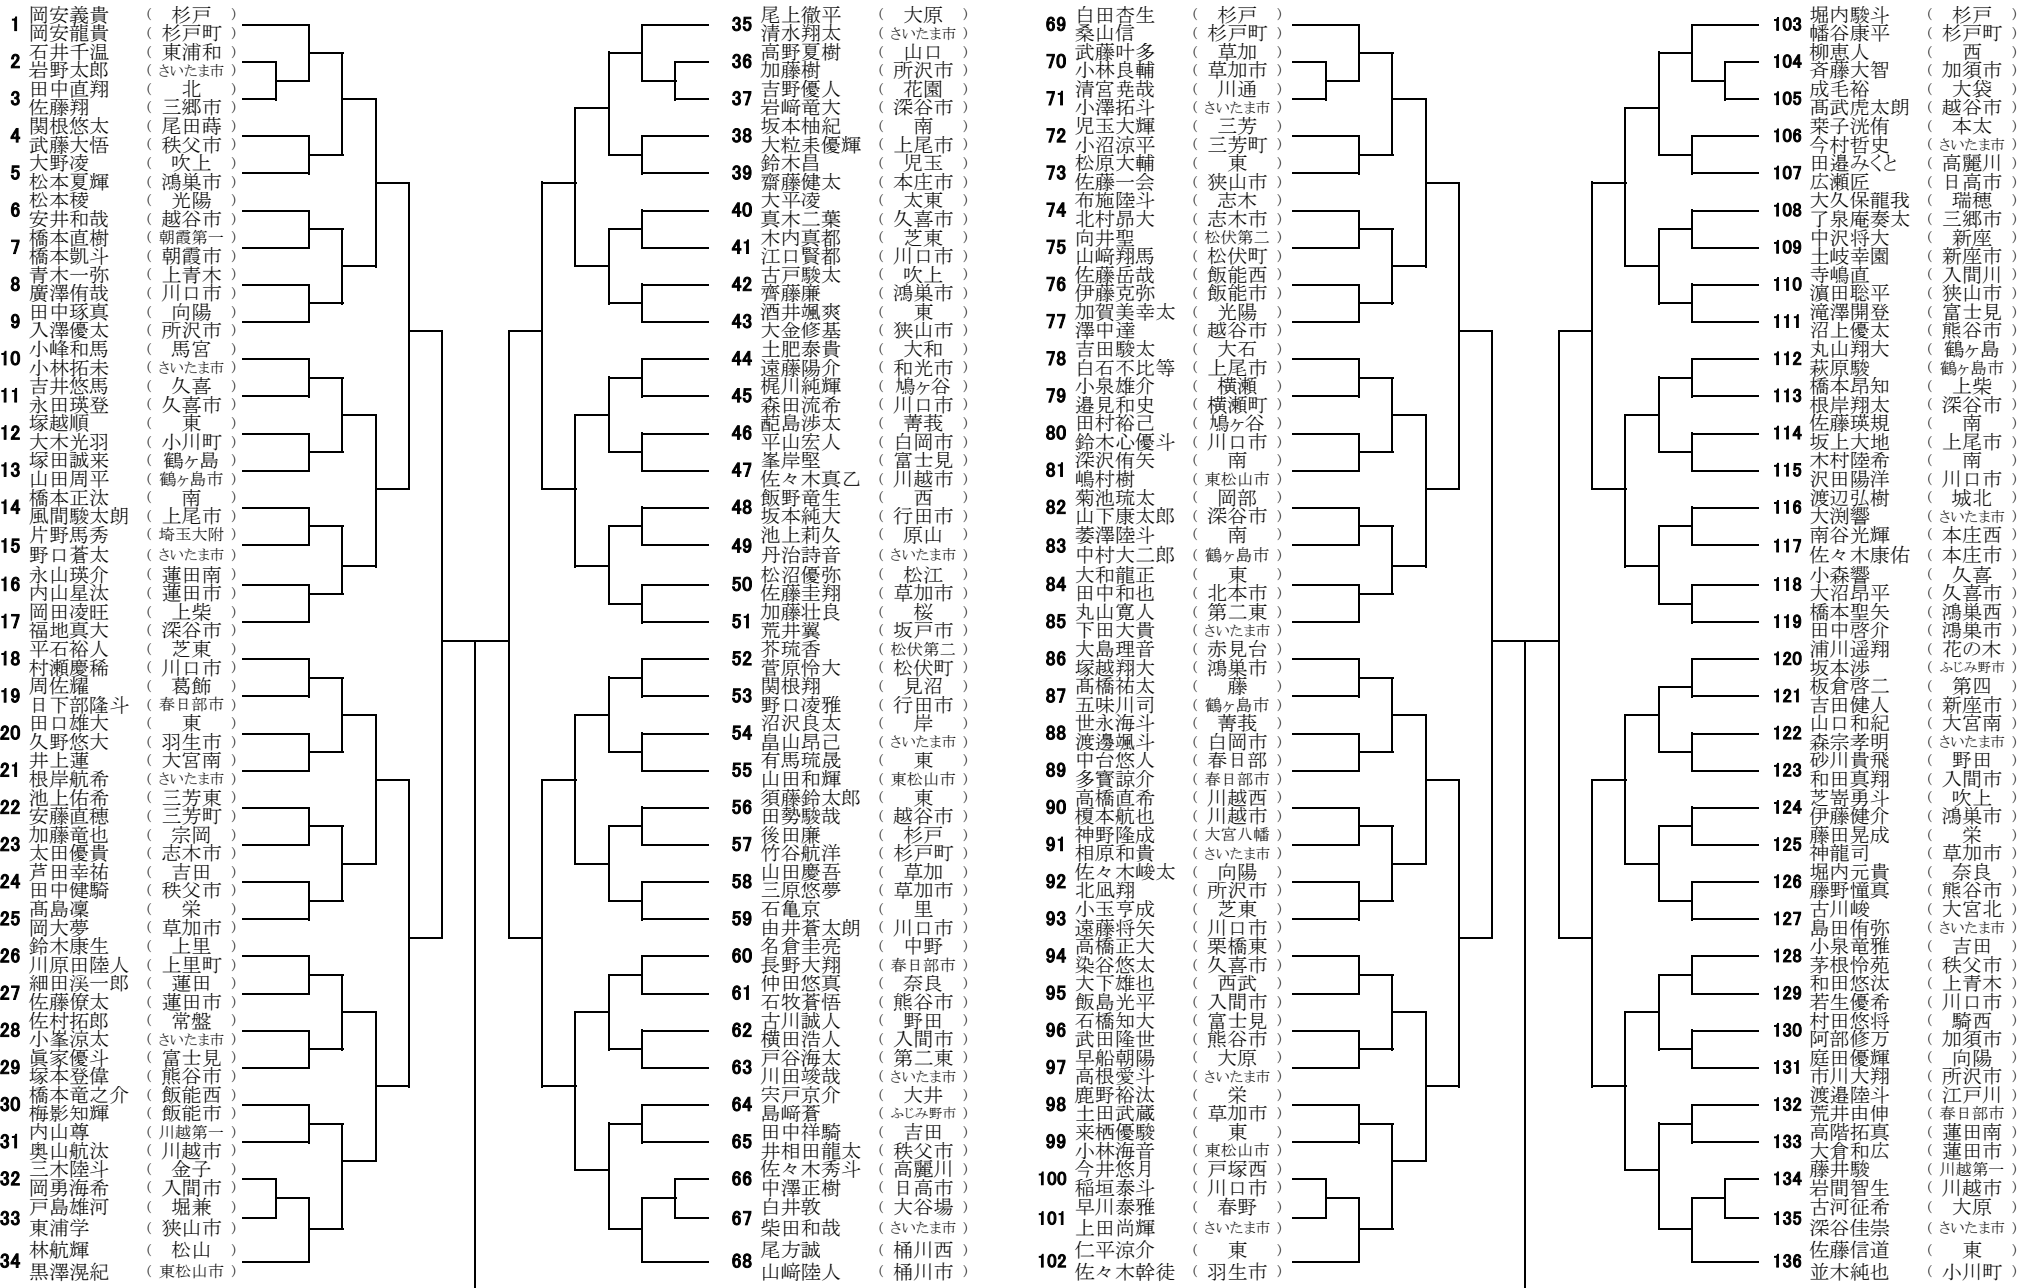 1 岡安義貴 ( 杉戸 )
岡安龍貴 ( 杉戸町 )
2 石井千温 ( 東浦和 )
岩野太郎 ( さいたま市 )
3 田中直翔 ( 北 )
佐藤翔 ( 三郷市 )
4 関根悠太 ( 尾田蒔 )
武藤大悟 ( 秩父市 )
5 大野凌 ( 吹上 )
松本夏輝 ( 鴻巣市 )
6 松本稜 ( 光陽 )
安井和哉 ( 越谷市 )
7 橋本直樹 ( 朝霞第一 )
橋本凱斗 ( 朝霞市 )
8 青木一弥 ( 上青木 )
廣澤侑哉 ( 川口市 )
9 田中琢真 ( 向陽 )
入澤優太 ( 所沢市 )
10 小峰和馬 ( 馬宮 )
小林拓未 ( さいたま市 )
11 吉井悠馬 ( 久喜 )
永田瑛登 ( 久喜市 )
12 塚越順 ( 東 )
大木光羽 ( 小川町 )
13 塚田誠来 ( 鶴ヶ島 )
山田周平 ( 鶴ヶ島市 )
14 橋本正汰 ( 南 )
風間駿太朗 ( 上尾市 )
15 片野馬秀 ( 埼玉大附 )
野口蒼太 ( さいたま市 )
16 永山瑛介 ( 蓮田南 )
内山星汰 ( 蓮田市 )
17 岡田凌旺 ( 上柴 )
福地真大 ( 深谷市 )
18 平石裕人 ( 芝東 )
村瀬慶稀 ( 川口市 )
19 周佐耀 ( 葛飾 )
日下部隆斗 ( 春日部市 )
20 田口雄大 ( 東 )
久野悠大 ( 羽生市 )
21 井上蓮 ( 大宮南 )
根岸航希 ( さいたま市 )
22 池上佑希 ( 三芳東 )
安藤直穂 ( 三芳町 )
23 加藤竜也 ( 宗岡 )
太田優貴 ( 志木市 )
24 芦田幸祐 ( 吉田 )
田中健騎 ( 秩父市 )
25 髙島凜 ( 栄 )
岡大夢 ( 草加市 )
26 鈴木康生 ( 上里 )
川原田陸人 ( 上里町 )
27 細田渓一郎 ( 蓮田 )
佐藤僚太 ( 蓮田市 )
28 佐村拓郎 ( 常盤 )
小峯涼太 ( さいたま市 )
29 眞家優斗 ( 富士見 )
塚本登偉 ( 熊谷市 )
30 橋本竜之介 ( 飯能西 )
梅影知輝 ( 飯能市 )
31 内山尊 ( 川越第一 )
奥山航汰 ( 川越市 )
32 三木陸斗 ( 金子 )
岡勇海希 ( 入間市 )
33 戸島雄河 ( 堀兼 )
東浦学 ( 狭山市 )
34 林航輝 ( 松山 )
黒澤滉紀 ( 東松山市 )
35 尾上徹平 ( 大原 )
清水翔太 ( さいたま市 )
36 高野夏樹 ( 山口 )
加藤樹 ( 所沢市 )
37 吉野優人 ( 花園 )
岩﨑竜大 ( 深谷市 )
38 坂本柚紀 ( 南 )
大粒耒優輝 ( 上尾市 )
39 鈴木昌 ( 児玉 )
齋藤健太 ( 本庄市 )
40 大平凌 ( 太東 )
真木二葉 ( 久喜市 )
41 木内真都 ( 芝東 )
江口賢都 ( 川口市 )
42 古戸駿太 ( 吹上 )
齊藤廉 ( 鴻巣市 )
43 酒井颯爽 ( 東 )
大金修基 ( 狭山市 )
44 土肥泰貴 ( 大和 )
遠藤陽介 ( 和光市 )
45 梶川純輝 ( 鳩ヶ谷 )
森田流希 ( 川口市 )
46 蓜島渉太 ( 菁莪 )
平山宏人 ( 白岡市 )
47 峯岸堅 ( 富士見 )
佐々木真乙 ( 川越市 )
48 飯野竜生 ( 西 )
坂本純大 ( 行田市 )
49 池上莉久 ( 原山 )
丹治詩音 ( さいたま市 )
50 松沼優弥 ( 松江 )
佐藤圭翔 ( 草加市 )
51 加藤壮良 ( 桜 )
荒井翼 ( 坂戸市 )
52 芥琉香 ( 松伏第二 )
菅原怜大 ( 松伏町 )
53 関根翔 ( 見沼 )
野口凌雅 ( 行田市 )
54 沼沢良太 ( 岸 )
畠山昂己 ( さいたま市 )
55 有馬琉晟 ( 東 )
山田和輝 ( 東松山市 )
56 須藤鈴太郎 ( 東 )
田勢駿哉 ( 越谷市 )
57 後田廉 ( 杉戸 )
竹谷航洋 ( 杉戸町 )
58 山田慶吾 ( 草加 )
三原悠夢 ( 草加市 )
59 石亀京 ( 里 )
由井蒼太朗 ( 川口市 )
60 名倉圭亮 ( 中野 )
長野大翔 ( 春日部市 )
61 仲田悠真 ( 奈良 )
石牧蒼悟 ( 熊谷市 )
62 古川誠人 ( 野田 )
横田浩人 ( 入間市 )
63 戸谷海太 ( 第二東 )
川田竣哉 ( さいたま市 )
64 宍戸京介 ( 大井 )
島﨑蒼 ( ふじみ野市 )
65 田中祥騎 ( 吉田 )
井相田龍太 ( 秩父市 )
66 佐々木秀斗 ( 高麗川 )
中澤正樹 ( 日高市 )
67 白井敦 ( 大谷場 )
柴田和哉 ( さいたま市 )
68 尾方誠 ( 桶川西 )
山﨑陸人 ( 桶川市 )
69 白田杏生 ( 杉戸 )
桑山信 ( 杉戸町 )
70 武藤叶多 ( 草加 )
小林良輔 ( 草加市 )
71 清宮尭哉 ( 川通 )
小澤拓斗 ( さいたま市 )
72 児玉大輝 ( 三芳 )
小沼涼平 ( 三芳町 )
73 松原大輔 ( 東 )
佐藤一会 ( 狭山市 )
74 布施陸斗 ( 志木 )
北村昴大 ( 志木市 )
75 向井聖 ( 松伏第二 )
山﨑翔馬 ( 松伏町 )
76 佐藤岳哉 ( 飯能西 )
伊藤克弥 ( 飯能市 )
77 加賀美幸太 ( 光陽 )
澤中達 ( 越谷市 )
78 吉田駿太 ( 大石 )
白石不比等 ( 上尾市 )
79 小泉雄介 ( 横瀬 )
邉見和史 ( 横瀬町 )
80 田村裕己 ( 鳩ヶ谷 )
鈴木心優斗 ( 川口市 )
81 深沢侑矢 ( 南 )
嶋村樹 ( 東松山市 )
82 菊池琉太 ( 岡部 )
山下康太郎 ( 深谷市 )
83 萎澤陸斗 ( 南 )
中村大二郎 ( 鶴ヶ島市 )
84 大和龍正 ( 東 )
田中和也 ( 北本市 )
85 丸山寛人 ( 第二東 )
下田大貴 ( さいたま市 )
86 大島理音 ( 赤見台 )
塚越翔大 ( 鴻巣市 )
87 髙橋祐太 ( 藤 )
五味川司 ( 鶴ヶ島市 )
88 世永海斗 ( 菁莪 )
渡邊颯斗 ( 白岡市 )
89 中台悠人 ( 春日部 )
多寳諒介 ( 春日部市 )
90 高橋直希 ( 川越西 )
榎本航也 ( 川越市 )
91 神野隆成 ( 大宮八幡 )
相原和貴 ( さいたま市 )
92 佐々木峻太 ( 向陽 )
北凪翔 ( 所沢市 )
93 小玉亨成 ( 芝東 )
遠藤将矢 ( 川口市 )
94 高橋正大 ( 栗橋東 )
染谷悠太 ( 久喜市 )
95 大下雄也 ( 西武 )
飯島光平 ( 入間市 )
96 石橋知大 ( 富士見 )
武田隆世 ( 熊谷市 )
97 早船朝陽 ( 大原 )
高根愛斗 ( さいたま市 )
98 鹿野裕汰 ( 栄 )
土田武蔵 ( 草加市 )
99 来栖優駿 ( 東 )
小林海音 ( 東松山市 )
100 今井悠月 ( 戸塚西 )
稲垣泰斗 ( 川口市 )
101 早川泰雅 ( 春野 )
上田尚輝 ( さいたま市 )
102 仁平涼介 ( 東 )
佐々木幹徒 ( 羽生市 )
103 堀内駿斗 ( 杉戸 )
幡谷康平 ( 杉戸町 )
104 柳恵人 ( 西 )
斉藤大智 ( 加須市 )
105 成毛裕 ( 大袋 )
髙武虎太朗 ( 越谷市 )
106 栞子洸侑 ( 本太 )
今村哲史 ( さいたま市 )
107 田邉みくと ( 高麗川 )
広瀬匠 ( 日高市 )
108 大久保龍我 ( 瑞穂 )
了泉庵奏太 ( 三郷市 )
109 中沢将大 ( 新座 )
土岐幸園 ( 新座市 )
110 寺嶋直 ( 入間川 )
濵田聡平 ( 狭山市 )
111 滝澤開登 ( 富士見 )
沼上優太 ( 熊谷市 )
112 丸山翔大 ( 鶴ヶ島 )
萩原駿 ( 鶴ヶ島市 )
113 橋本昂知 ( 上柴 )
根岸翔太 ( 深谷市 )
114 佐藤瑛規 ( 南 )
坂上大地 ( 上尾市 )
115 木村陸希 ( 南 )
沢田陽洋 ( 川口市 )
116 渡辺弘樹 ( 城北 )
大渕響 ( さいたま市 )
117 南谷光輝 ( 本庄西 )
佐々木康佑 ( 本庄市 )
118 小森響 ( 久喜 )
大沼昂平 ( 久喜市 )
119 橋本聖矢 ( 鴻巣西 )
田中啓介 ( 鴻巣市 )
120 浦川遥翔 ( 花の木 )
坂本渉 ( ふじみ野市 )
121 板倉啓二 ( 第四 )
吉田健人 ( 新座市 )
122 山口和紀 ( 大宮南 )
森宗孝明 ( さいたま市 )
123 砂川貴飛 ( 野田 )
和田真翔 ( 入間市 )
124 芝嵜勇斗 ( 吹上 )
伊藤健介 ( 鴻巣市 )
125 藤田晃成 ( 栄 )
神龍司 ( 草加市 )
126 堀内元貴 ( 奈良 )
藤野憧真 ( 熊谷市 )
127 古川峻 ( 大宮北 )
島田侑弥 ( さいたま市 )
128 小泉竜雅 ( 吉田 )
茅根怜苑 ( 秩父市 )
129 和田悠汰 ( 上青木 )
若生優希 ( 川口市 )
130 村田悠将 ( 騎西 )
阿部修万 ( 加須市 )
131 庭田優輝 ( 向陽 )
市川大翔 ( 所沢市 )
132 渡邉陸斗 ( 江戸川 )
荒井由伸 ( 春日部市 )
133 高階拓真 ( 蓮田南 )
大倉和広 ( 蓮田市 )
134 藤井駿 ( 川越第一 )
岩間智生 ( 川越市 )
135 古河征希 ( 大原 )
深谷佳崇 ( さいたま市 )
136 佐藤信道 ( 東 )
並木純也 ( 小川町 )